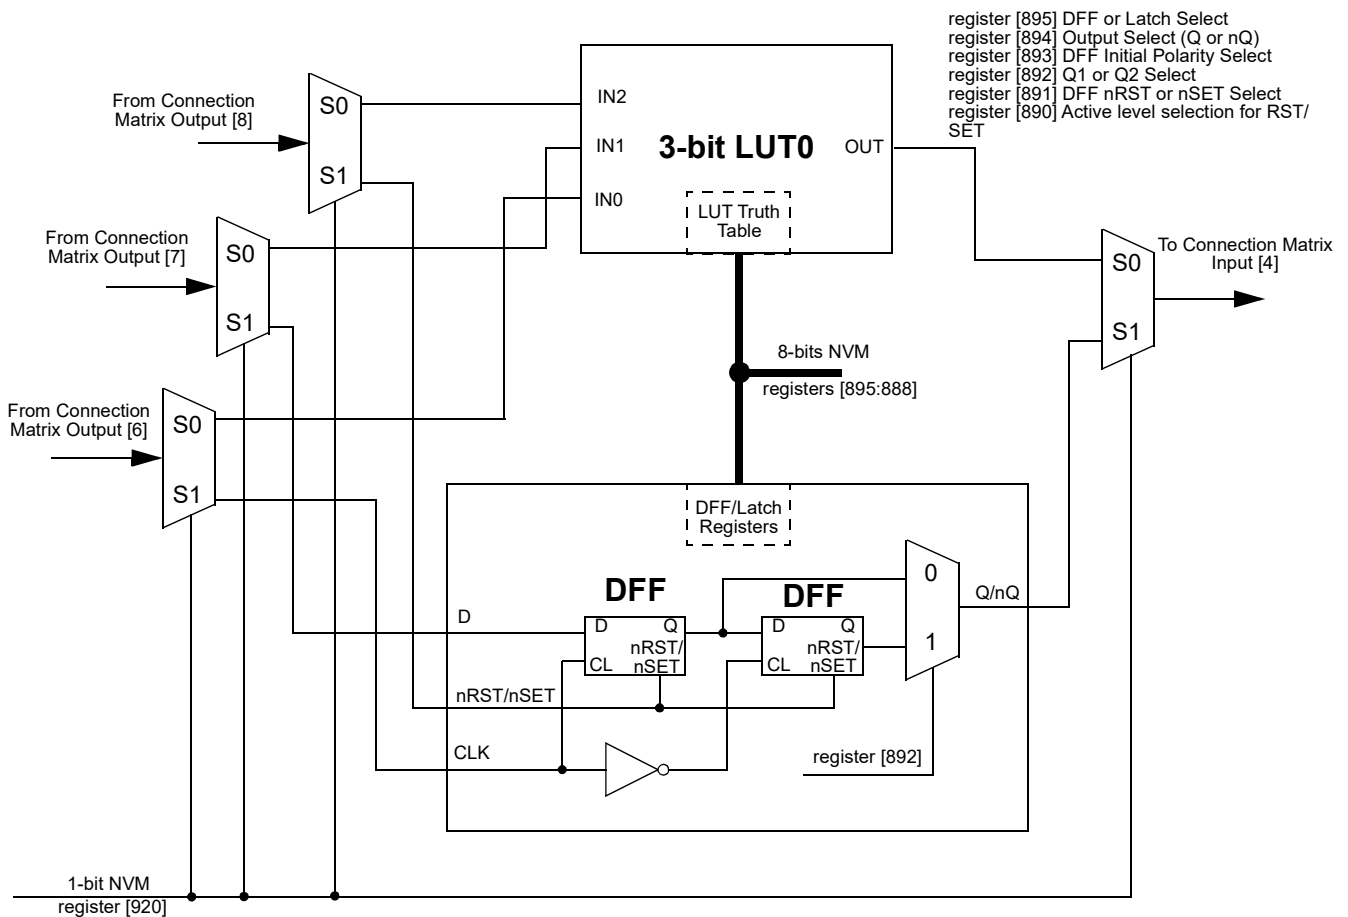 register [895] DFF or Latch Select
register [894] Output Select (Q or nQ)
register [893] DFF Initial Polarity Select
register [892] Q1 or Q2 Select
register [891] DFF nRST or nSET Select
register [890] Active level selection for RST/
SET
From Connection
Matrix Output [8]
S0
S1
IN2
IN1
IN0
3-bit LUT0
OUT
LUT Truth
Table
From Connection
Matrix Output [7]
S0
S1
To Connection Matrix
Input [4]
S0
S1
8-bits NVM
registers [895:888]
From Connection
Matrix Output [6]
S0
S1
DFF/Latch
Registers
DFF
DFF
0
1
Q/nQ
D
D
Q
nRST/
nSET
CL
D
Q
nRST/
nSET
CL
nRST/nSET
CLK
register [892]
1-bit NVM
register [920]